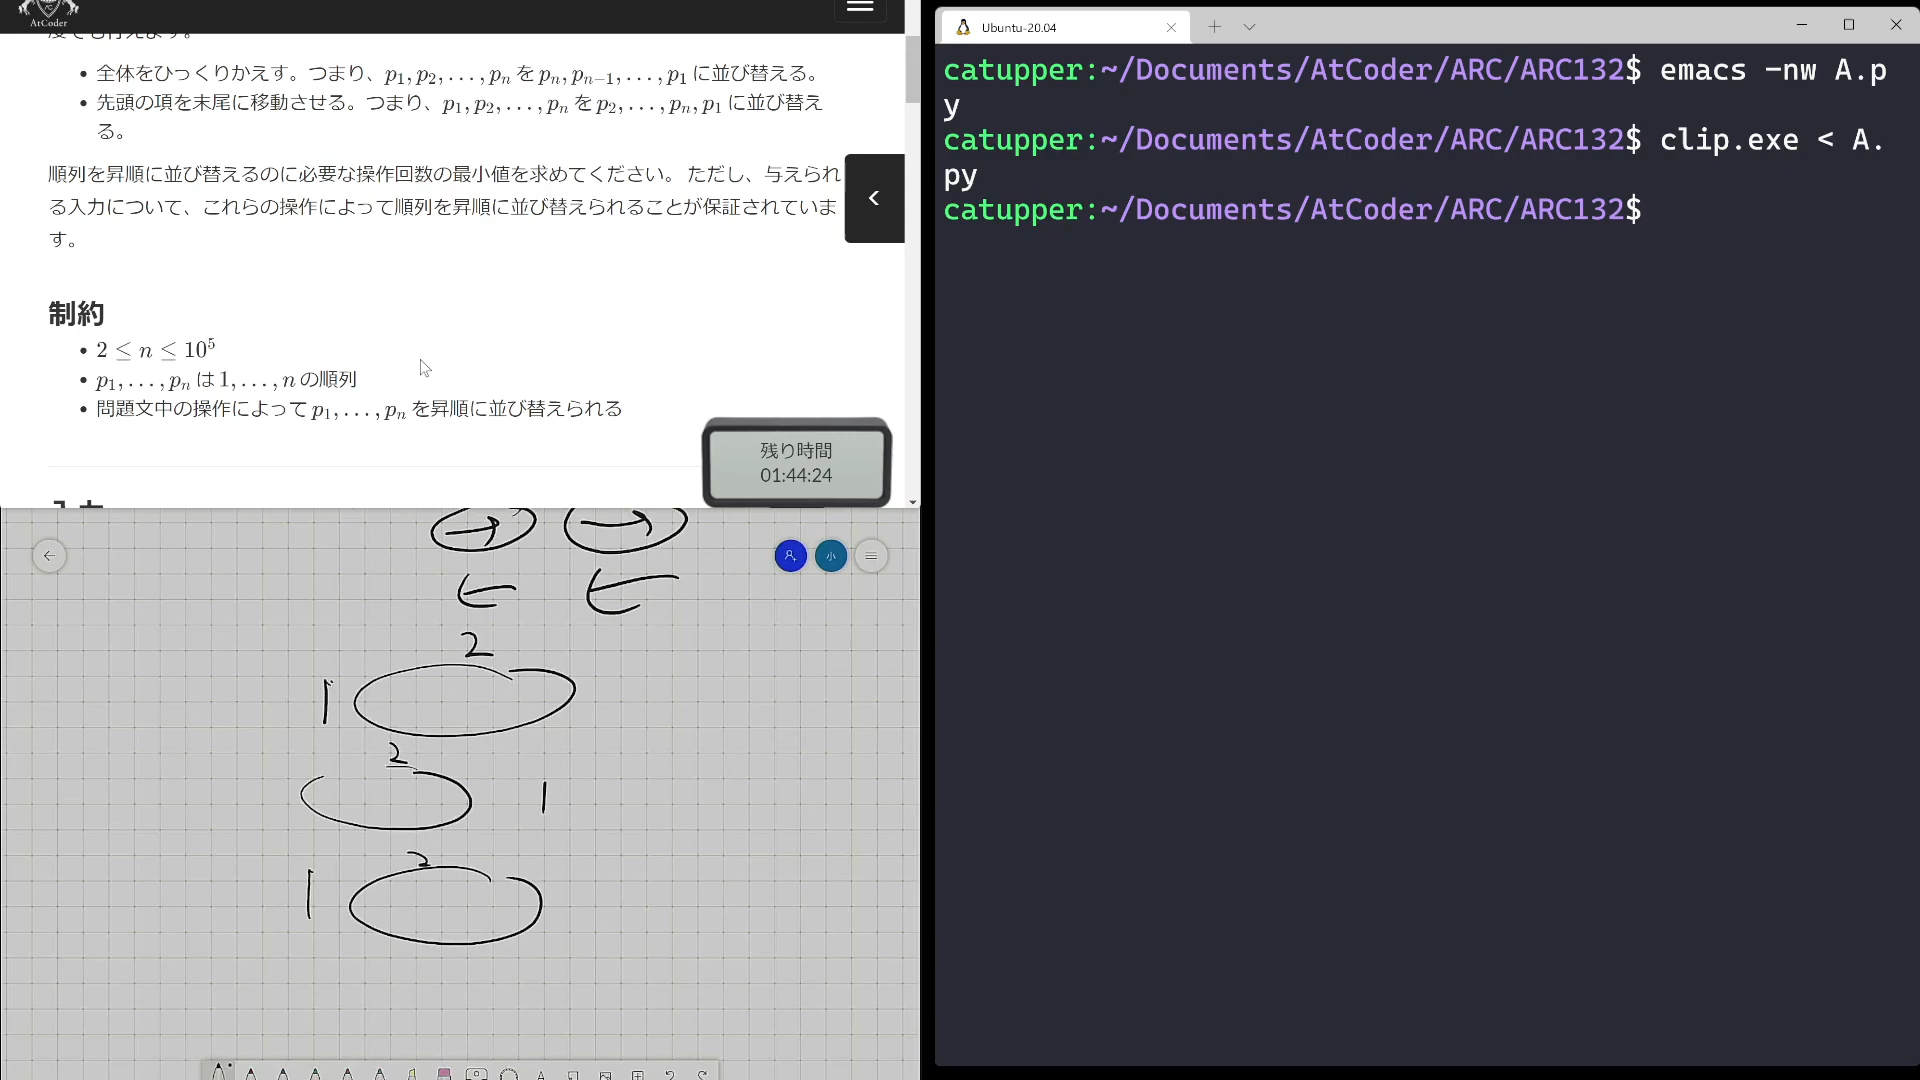 AtCoder
度でも行えます。
• 全体をひっくりかえす。つまり、p1, p2, …, pn を pn, pn−1, …, p1 に並び替える。
• 先頭の項を末尾に移動させる。つまり、p1, p2, …, pn を p2, …, pn, p1 に並び替え
る。
順列を昇順に並び替えるのに必要な操作回数の最小値を求めてください。 ただし、与えられ
る入力について、これらの操作によって順列を昇順に並び替えられることが保証されていま
す。
制約
• 2 ≤ n ≤ 10^5
• p1, …, pn は 1, …, n の順列
• 問題文中の操作によって p1, …, pn を昇順に並び替えられる
残り時間
01:44:24
入力
小
2
1
2
1
2
1
Ubuntu-20.04
catupper:~/Documents/AtCoder/ARC/ARC132$ emacs -nw A.p
y
catupper:~/Documents/AtCoder/ARC/ARC132$ clip.exe < A.
py
catupper:~/Documents/AtCoder/ARC/ARC132$